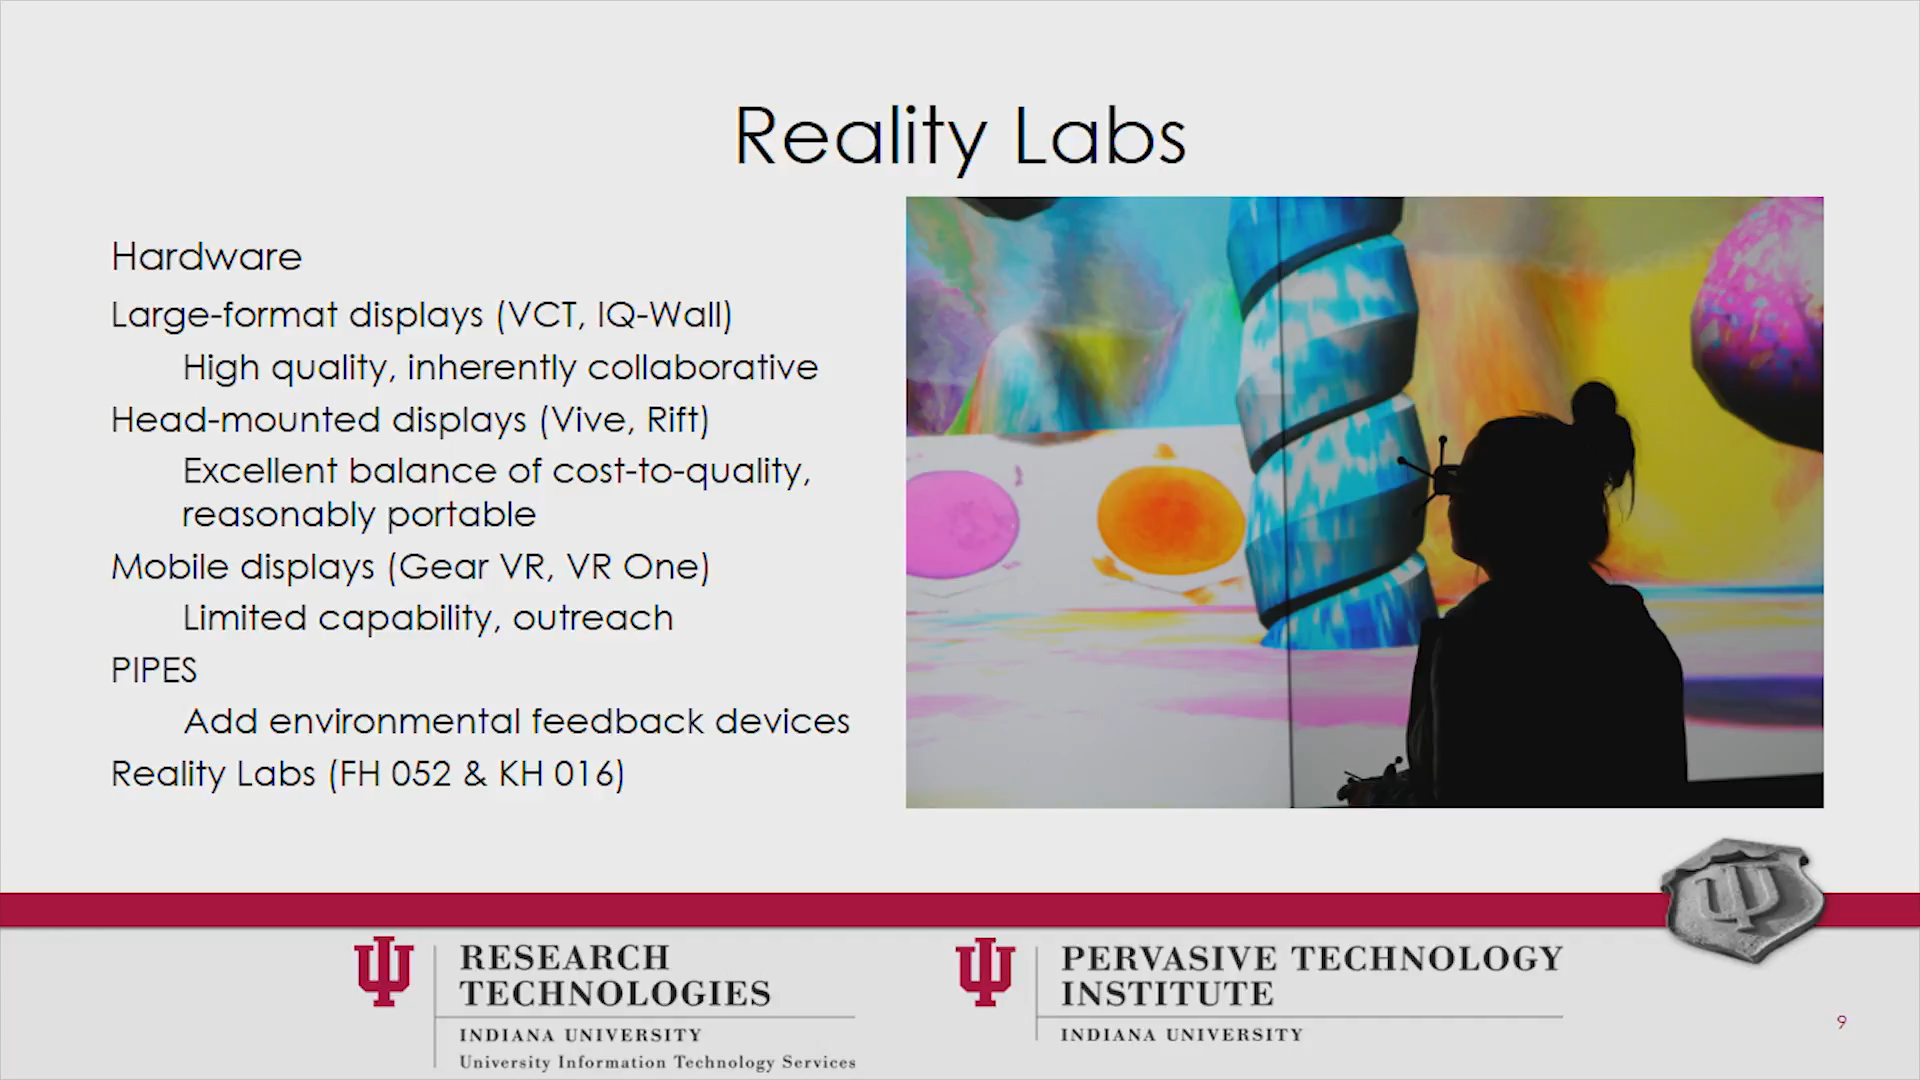 Reality Labs
Hardware
Large-format displays (VCT, IQ-Wall)
High quality, inherently collaborative
Head-mounted displays (Vive, Rift)
Excellent balance of cost-to-quality,
reasonably portable
Mobile displays (Gear VR, VR One)
Limited capability, outreach
PIPES
Add environmental feedback devices
Reality Labs (FH 052 & KH 016)
RESEARCH
TECHNOLOGIES
INDIANA UNIVERSITY
University Information Technology Services
PERVASIVE TECHNOLOGY
INSTITUTE
INDIANA UNIVERSITY
9